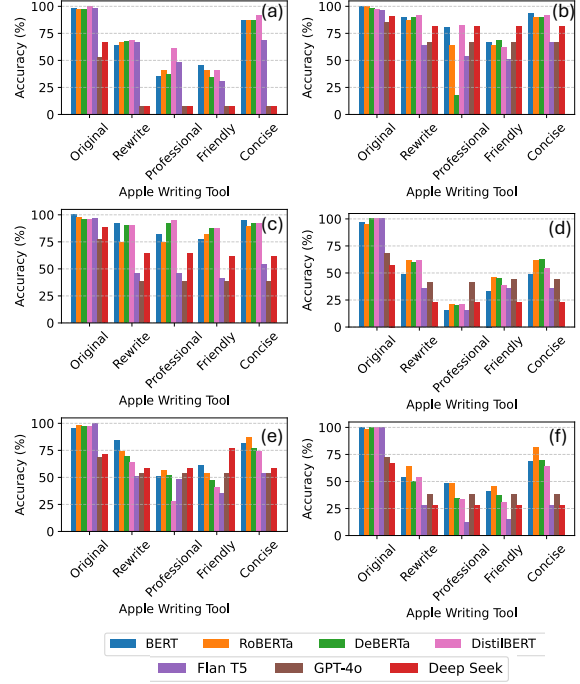 (a)
Accuracy (%)
100
75
50
25
0
Original
Rewrite
Professional
Friendly
Concise
Apple Writing Tool
(b)
Accuracy (%)
100
75
50
25
0
Original
Rewrite
Professional
Friendly
Concise
Apple Writing Tool
(c)
Accuracy (%)
100
75
50
25
0
Original
Rewrite
Professional
Friendly
Concise
Apple Writing Tool
(d)
Accuracy (%)
100
75
50
25
0
Original
Rewrite
Professional
Friendly
Concise
Apple Writing Tool
(e)
Accuracy (%)
100
75
50
25
0
Original
Rewrite
Professional
Friendly
Concise
Apple Writing Tool
(f)
Accuracy (%)
100
75
50
25
0
Original
Rewrite
Professional
Friendly
Concise
Apple Writing Tool
BERT RoBERTa DeBERTa DistilBERT
Flan T5 GPT-4o Deep Seek